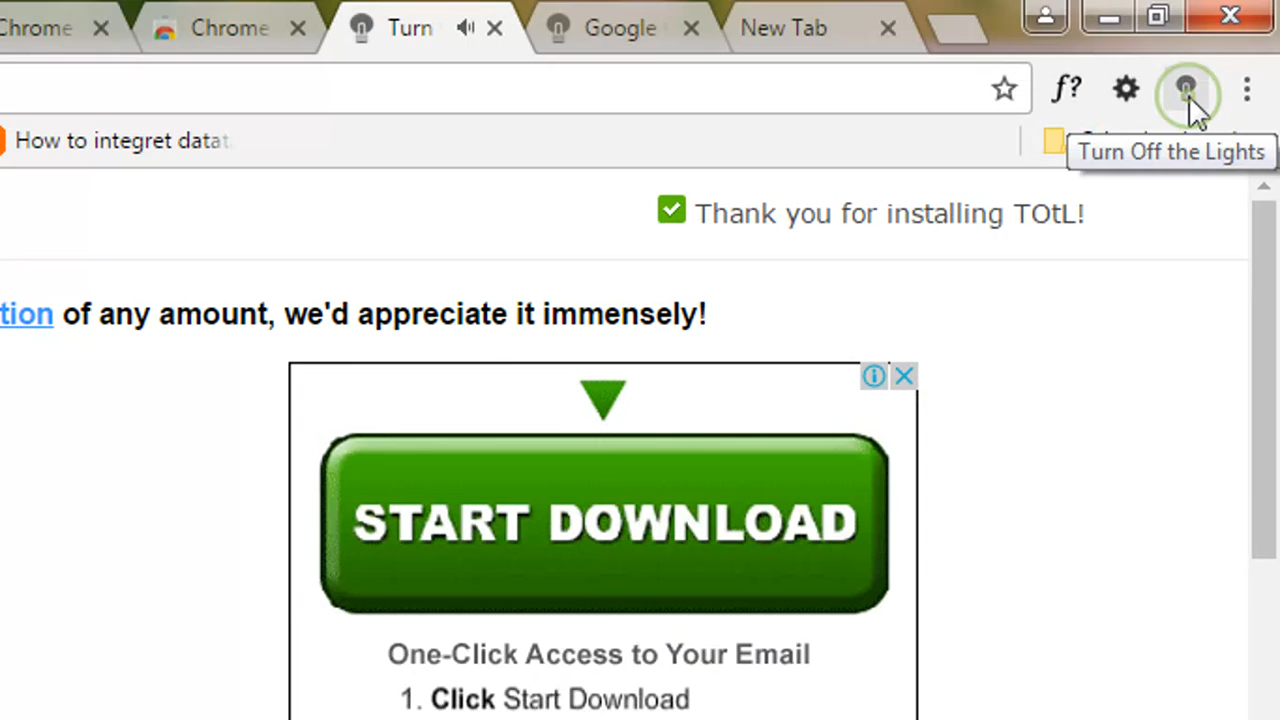 Chrome
Chrome
Turn
Google
New Tab
f?
How to integret datat
Turn Off the Lights
Thank you for installing TOtL!
tion of any amount, we'd appreciate it immensely!
START DOWNLOAD
One-Click Access to Your Email
1. Click Start Download